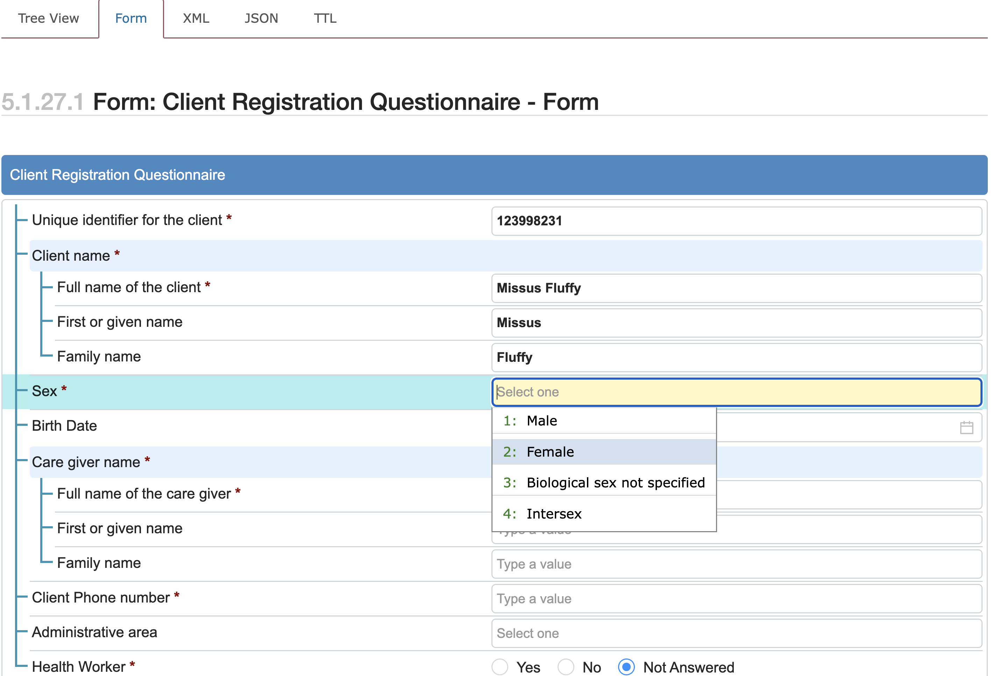 Tree View Form XML JSON TTL
5.1.27.1 Form: Client Registration Questionnaire - Form
Client Registration Questionnaire
Unique identifier for the client * 123998231
Client name *
Full name of the client * Missus Fluffy
First or given name Missus
Family name Fluffy
Sex * Select one
1: Male
Birth Date
2: Female
Care giver name *
3: Biological sex not specified
Full name of the care giver *
4: Intersex
First or given name Type a value
Family name Type a value
Client Phone number * Type a value
Administrative area Select one
Health Worker * Yes No Not Answered